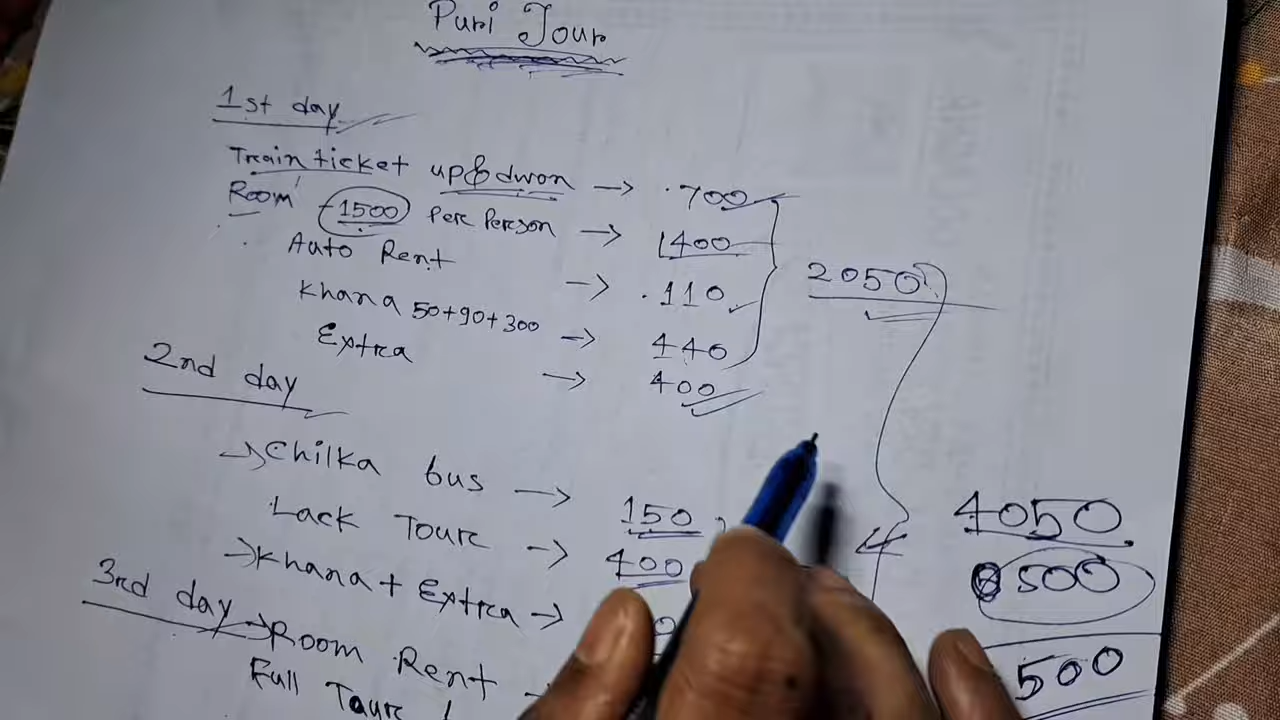 Puri Tour
1st day
Train ticket up & dwon → 700
Room 1500 Per Person → 1400
Auto Rent → 110
Khana 50+90+300 → 440
Extra → 400
2050
2nd day
→ Chilka bus → 150
Lack Tour → 400
→ Khana + Extra →
3rd day → Room Rent →
Full Tour
4050
500
500